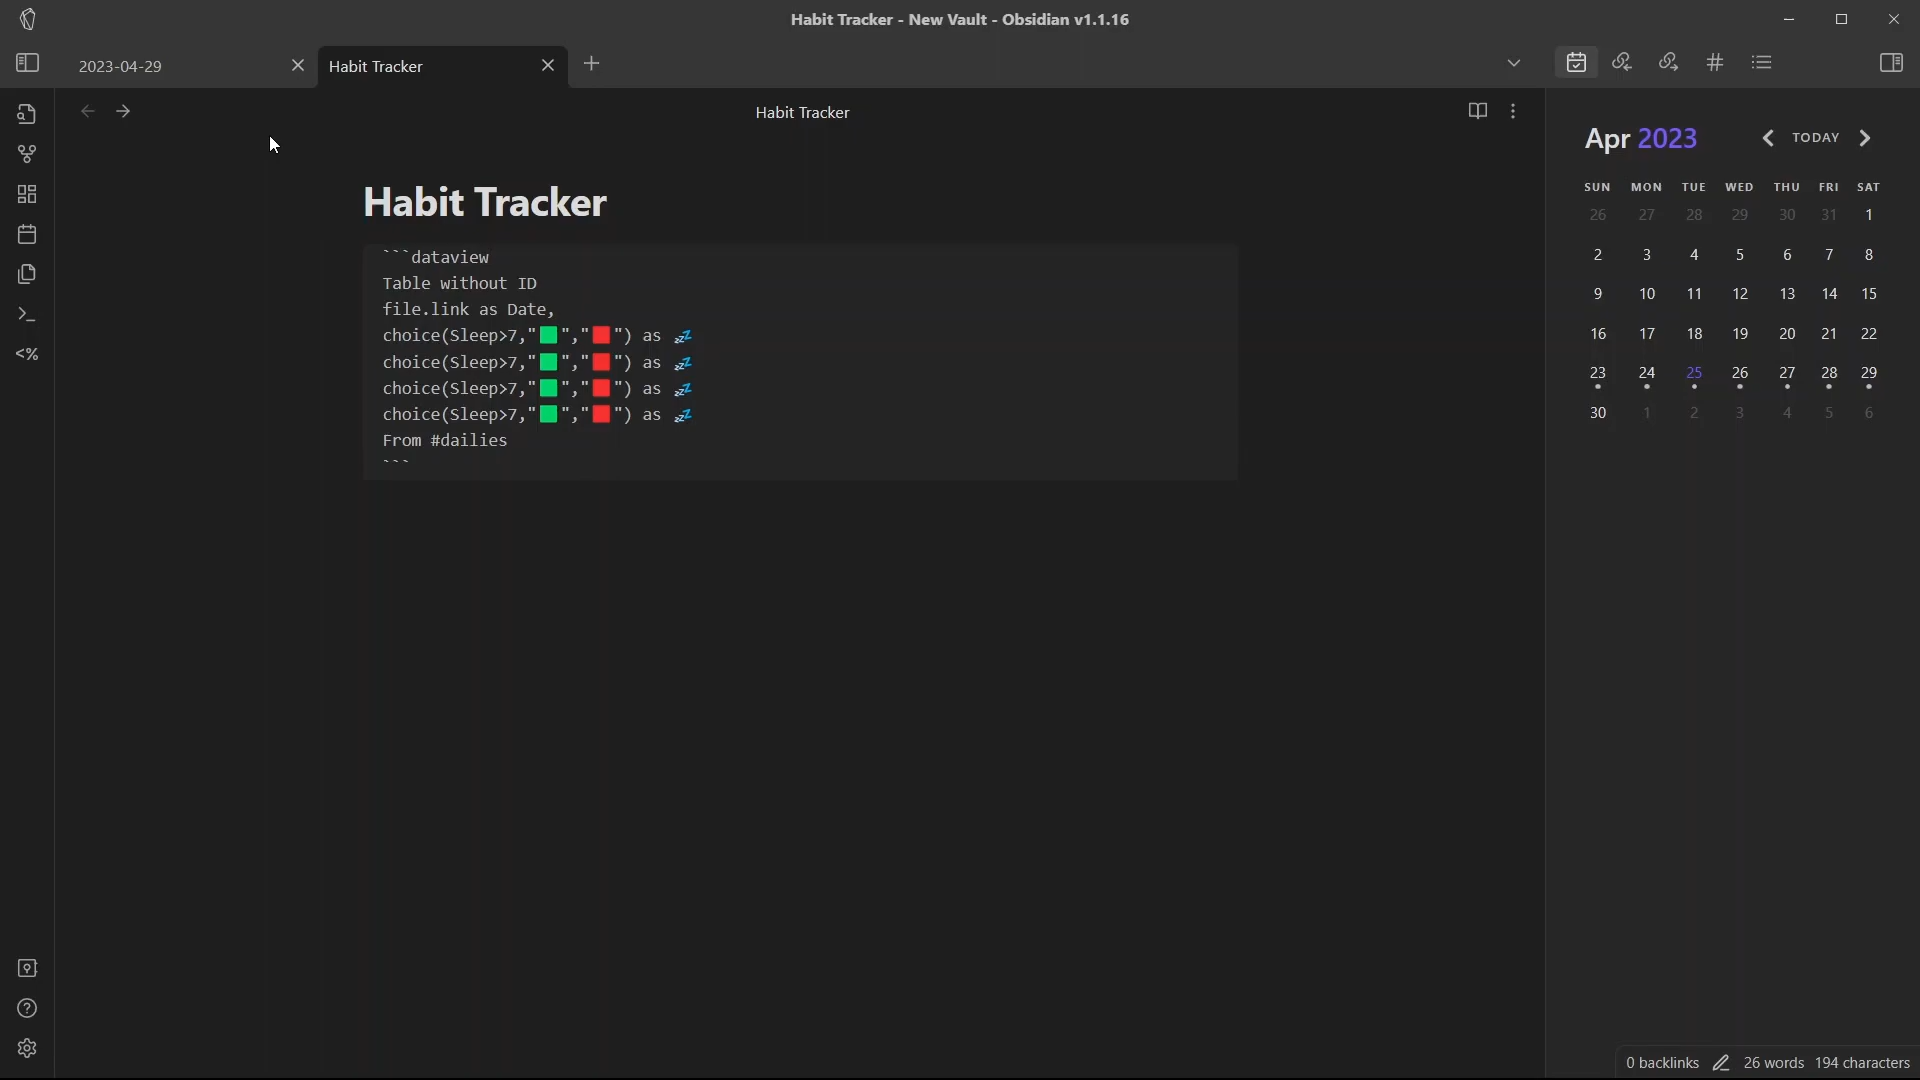 Habit Tracker - New Vault - Obsidian v1.1.16
2023-04-29
Habit Tracker
Habit Tracker
Habit Tracker
```dataview
Table without ID
file.link as Date,
choice(Sleep>7,"🟩","🟥") as 💤
choice(Sleep>7,"🟩","🟥") as 💤
choice(Sleep>7,"🟩","🟥") as 💤
choice(Sleep>7,"🟩","🟥") as 💤
From #dailies
```
Apr 2023
TODAY
SUN MON TUE WED THU FRI SAT
26 27 28 29 30 31 1
2 3 4 5 6 7 8
9 10 11 12 13 14 15
16 17 18 19 20 21 22
23 24 25 26 27 28 29
30 1 2 3 4 5 6
<%
0 backlinks 26 words 194 characters